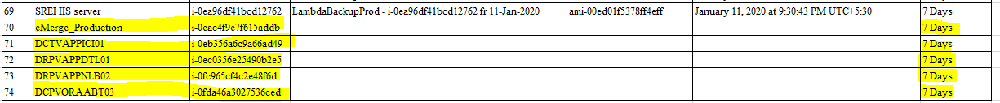 69 SREI IIS server i-0ea96df41bcd12762 LambdaBackupProd - i-0ea96df41bcd12762 fr 11-Jan-2020 ami-00ed01f5378ff4eff January 11, 2020 at 9:30:43 PM UTC+5:30 7 Days
70 eMerge_Production i-0eac4f9e7f615addb 7 Days
71 DCTVAPPICI01 i-0eb356a6c9a66ad49 7 Days
72 DRPVAPPDTL01 i-0ec0356e25490b2e5 7 Days
73 DRPVAPPNLB02 i-0fc965cf4c2e48f6d 7 Days
74 DCPVORAABT03 i-0fda46a3027536ced 7 Days